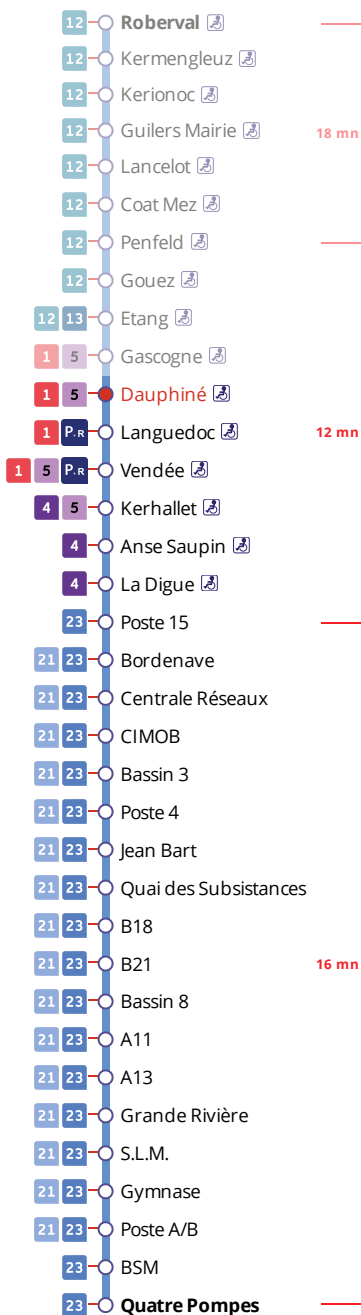 12 Roberval
12 Kermengleuz
12 Kerionoc
12 Guilers Mairie 18 mn
12 Lancelot
12 Coat Mez
12 Penfeld
12 Gouez
12 13 Etang
1 5 Gascogne
1 5 Dauphiné
1 P+R Languedoc 12 mn
1 5 P+R Vendée
4 5 Kerhallet
4 Anse Saupin
4 La Digue
23 Poste 15
21 23 Bordenave
21 23 Centrale Réseaux
21 23 CIMOB
21 23 Bassin 3
21 23 Poste 4
21 23 Jean Bart
21 23 Quai des Subsistances
21 23 B18
21 23 B21 16 mn
21 23 Bassin 8
21 23 A11
21 23 A13
21 23 Grande Rivière
21 23 S.L.M.
21 23 Gymnase
21 23 Poste A/B
23 BSM
23 Quatre Pompes